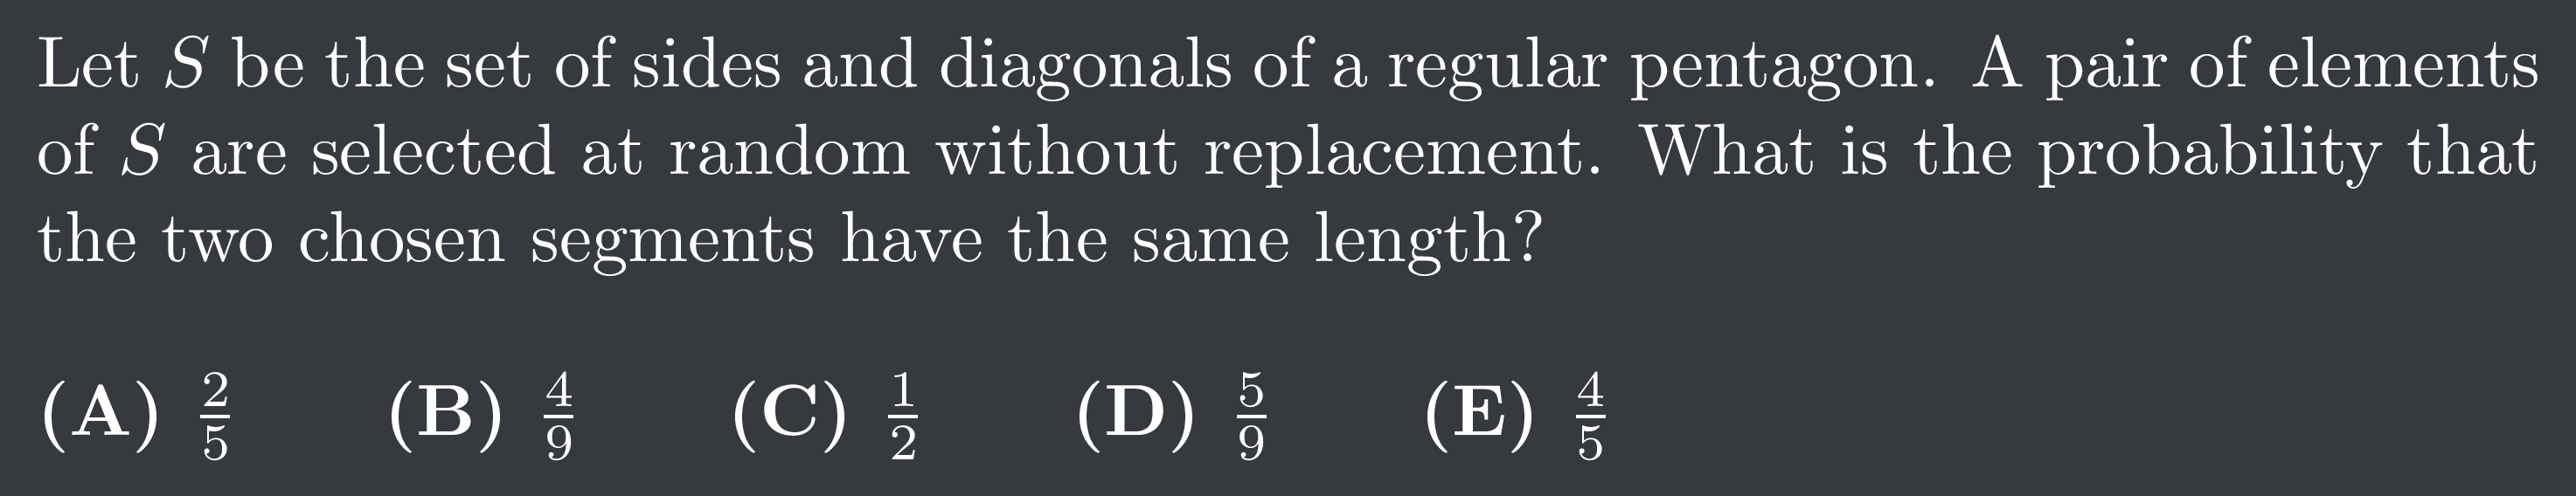 Let S be the set of sides and diagonals of a regular pentagon. A pair of elements
of S are selected at random without replacement. What is the probability that
the two chosen segments have the same length?
(A) 2/5 (B) 4/9 (C) 1/2 (D) 5/9 (E) 4/5